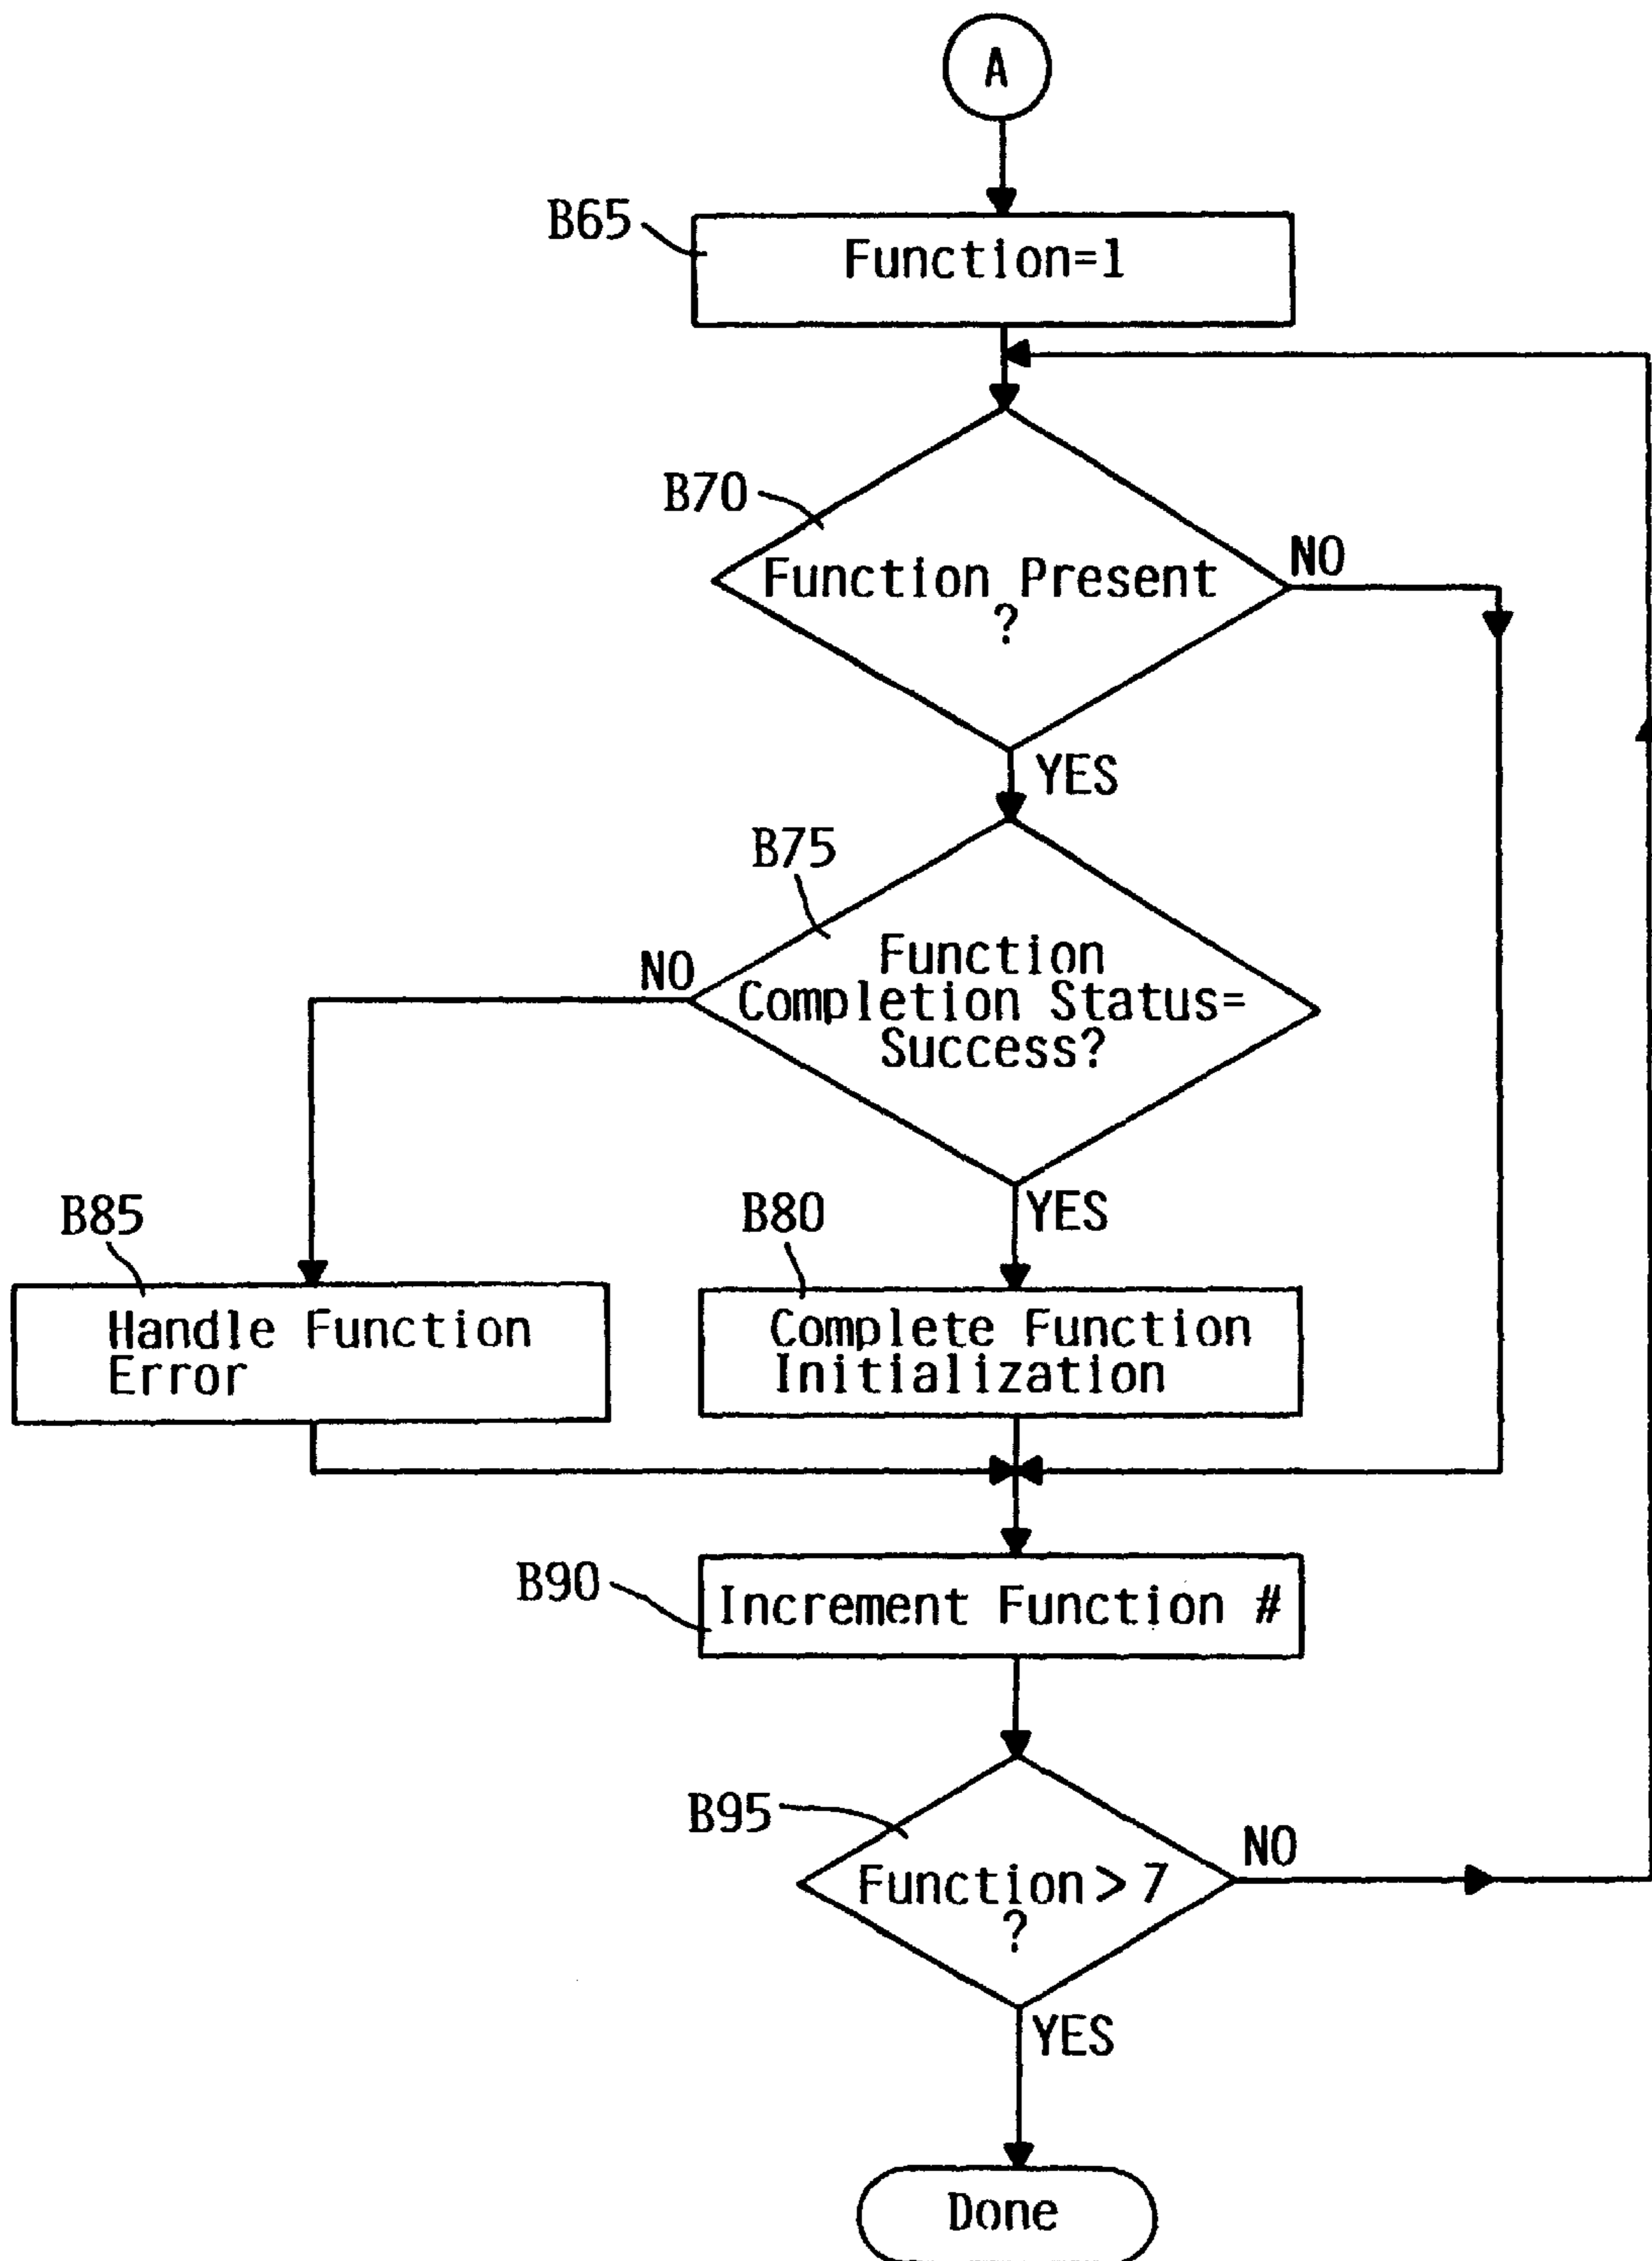 A
B65
Function=1
B70
Function Present
?
NO
YES
B75
Function
Completion Status=
Success?
NO
YES
B85
Handle Function
Error
B80
Complete Function
Initialization
B90
Increment Function #
B95
Function> 7
?
NO
YES
Done